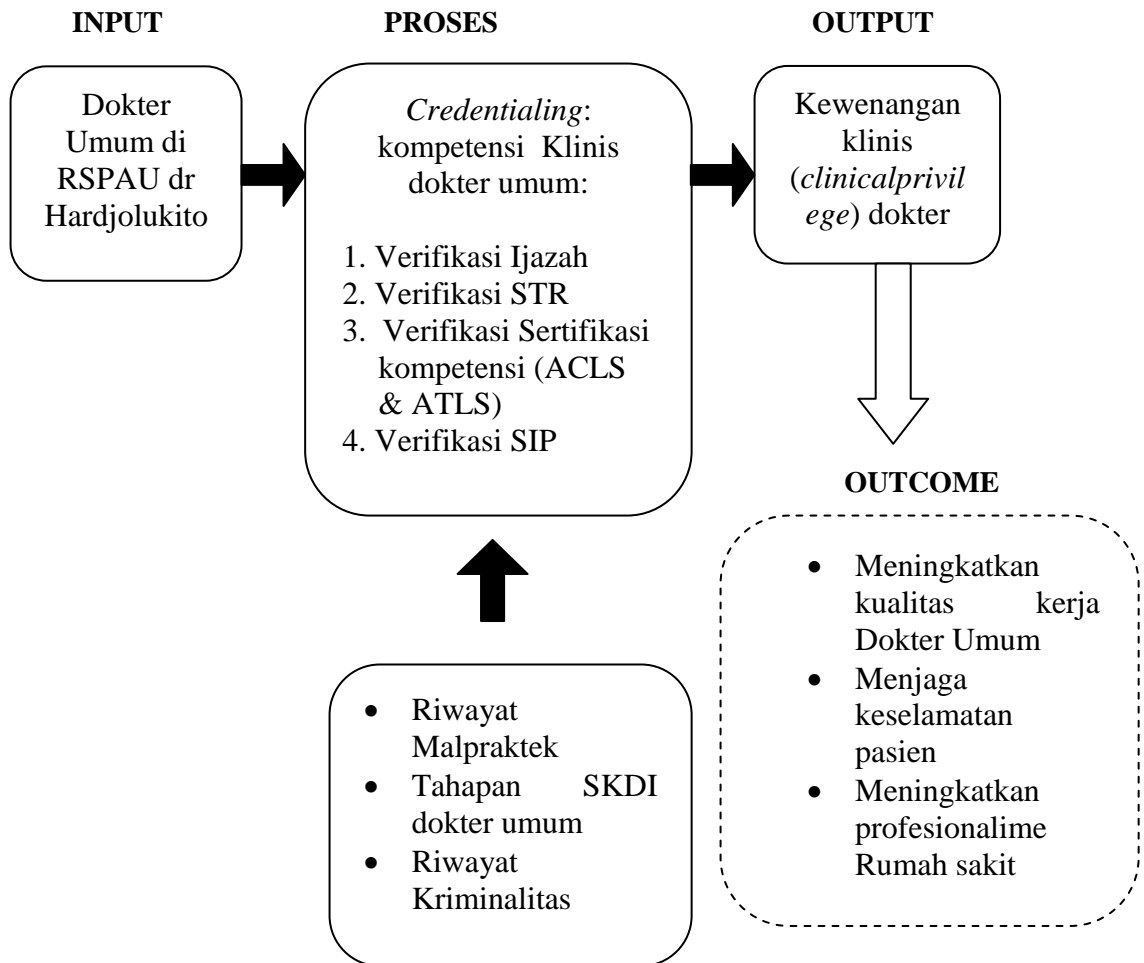 INPUT
Dokter
Umum di
RSPAU dr
Hardjolukito
PROSES
Credentialing:
kompetensi Klinis
dokter umum:
1. Verifikasi Ijazah
2. Verifikasi STR
3. Verifikasi Sertifikasi
kompetensi (ACLS
& ATLS)
4. Verifikasi SIP
OUTPUT
Kewenangan
klinis
(clinicalprivil
ege) dokter
• Riwayat
Malpraktek
• Tahapan SKDI
dokter umum
• Riwayat
Kriminalitas
OUTCOME
• Meningkatkan
kualitas kerja
Dokter Umum
• Menjaga
keselamatan
pasien
• Meningkatkan
profesionalime
Rumah sakit